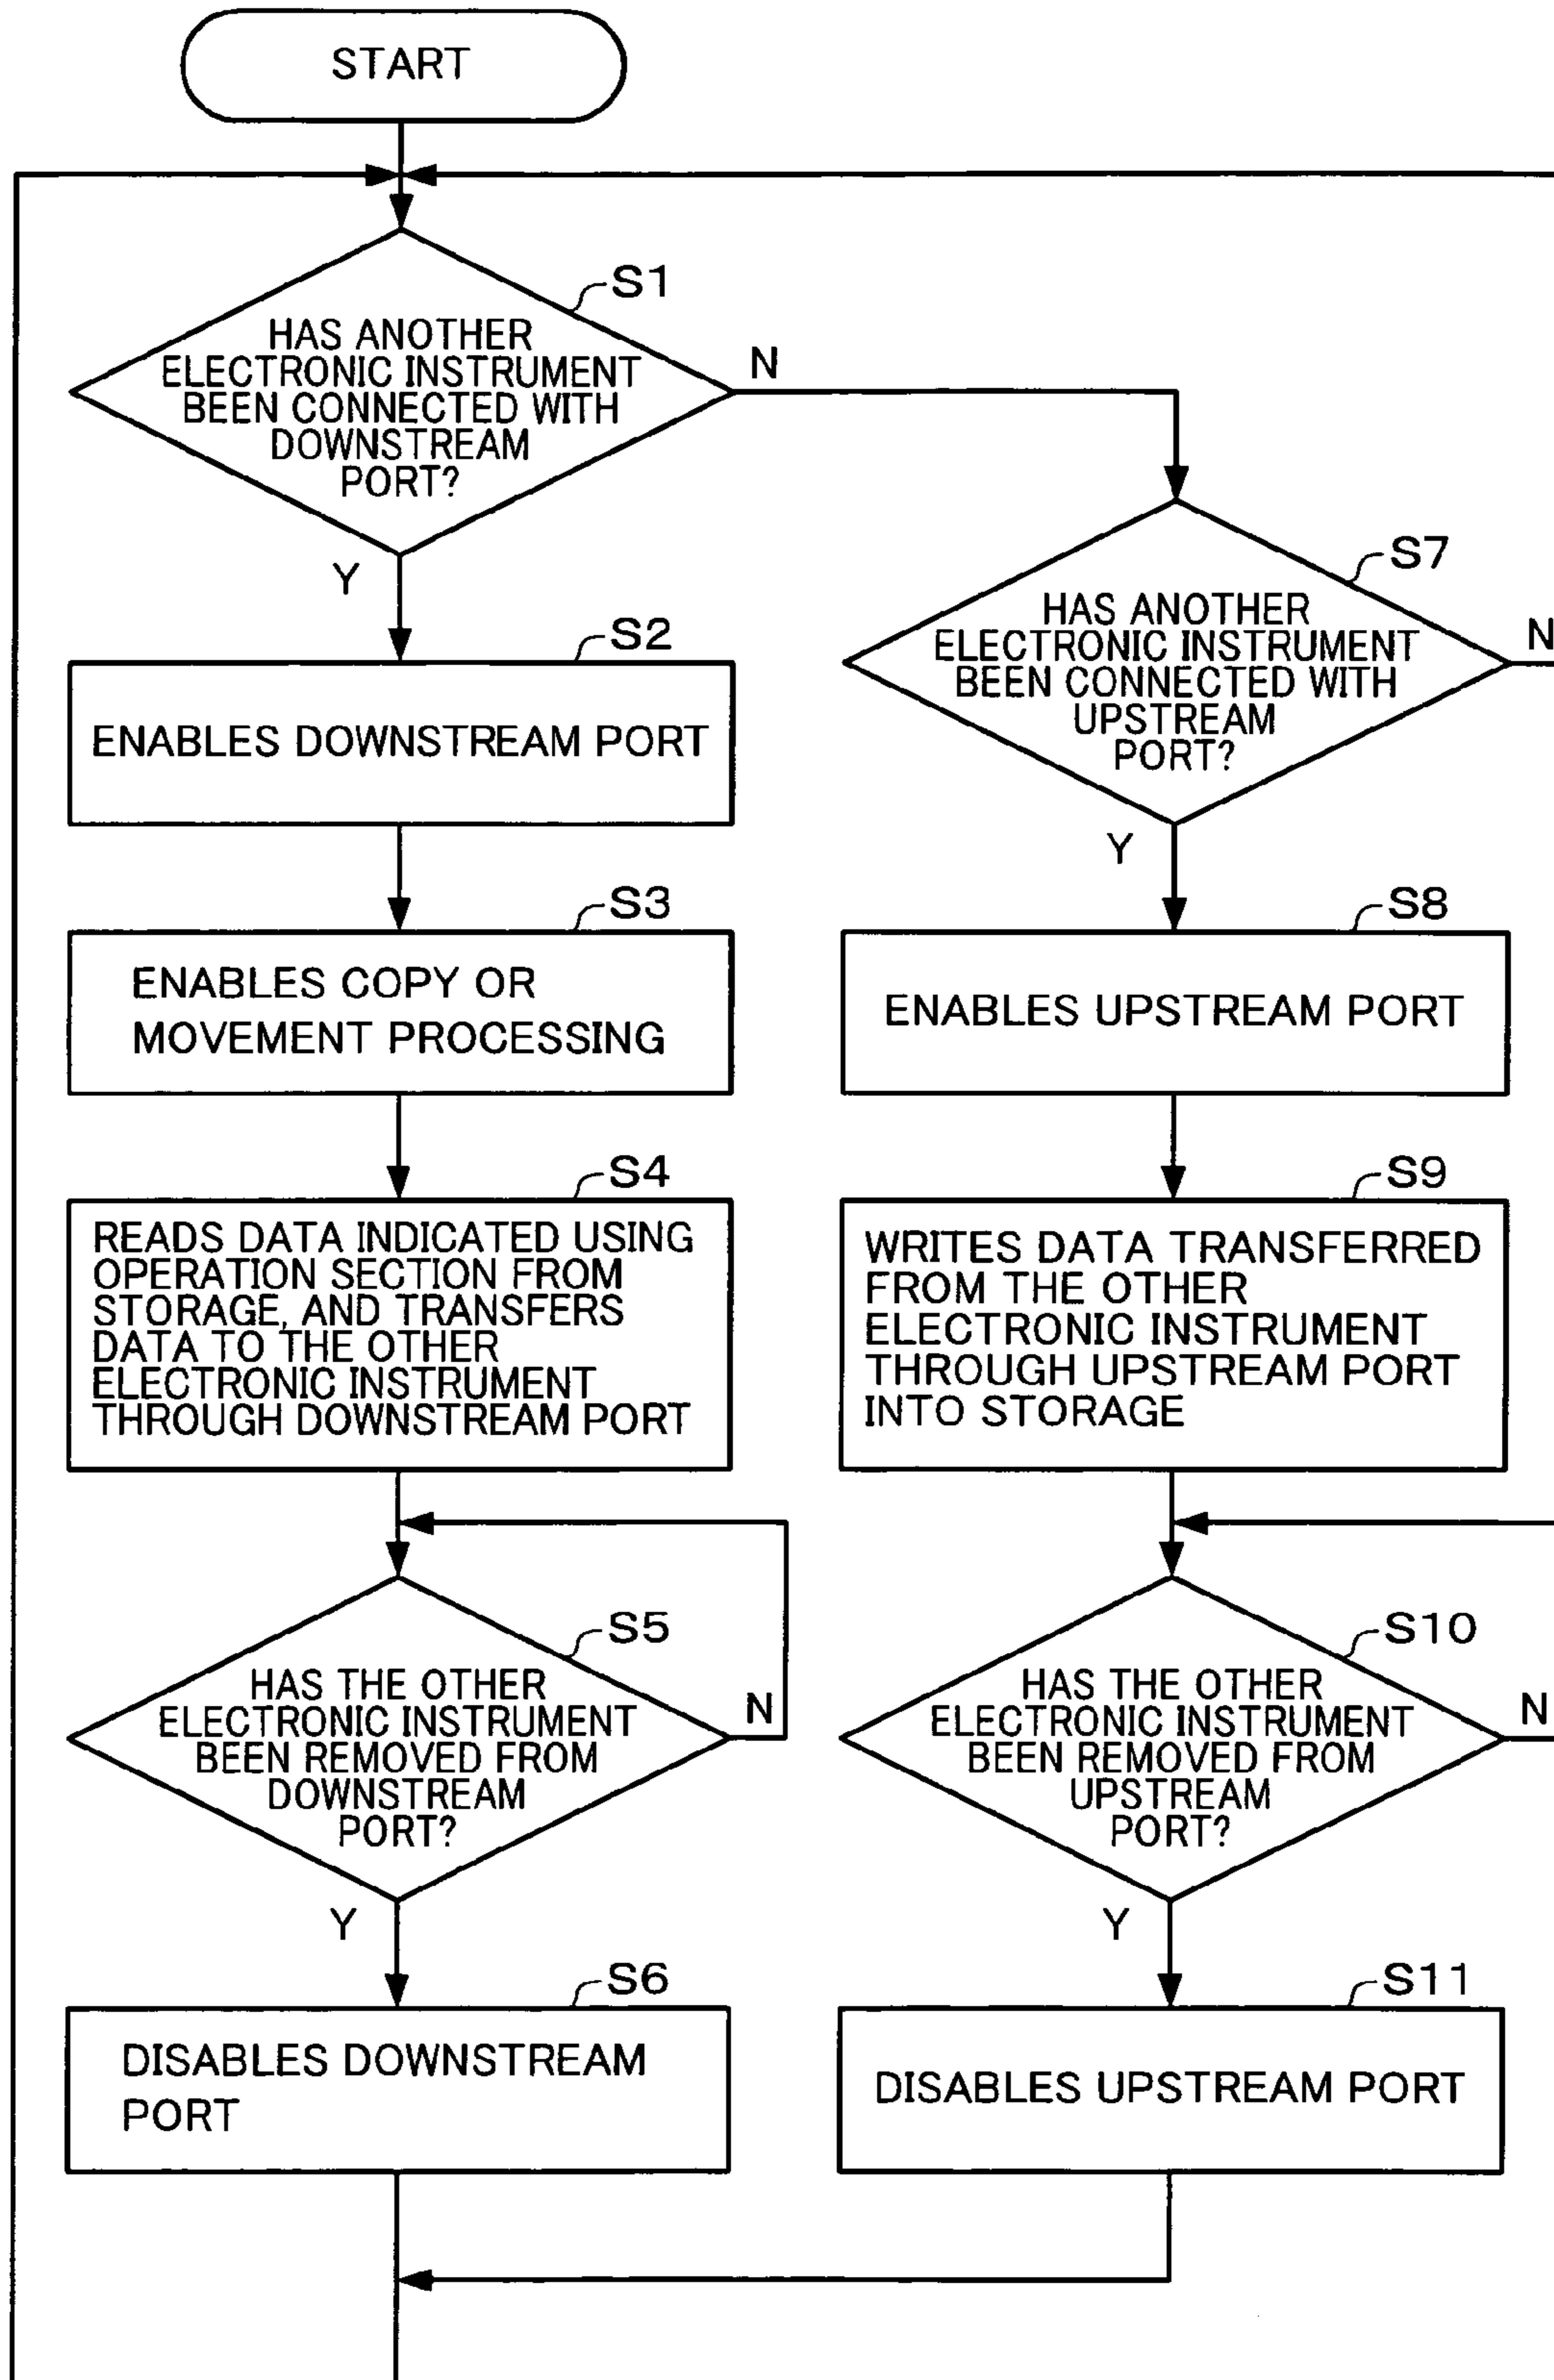 START
S1
HAS ANOTHER
ELECTRONIC INSTRUMENT
BEEN CONNECTED WITH
DOWNSTREAM
PORT?
N
Y
S2
ENABLES DOWNSTREAM PORT
S3
ENABLES COPY OR
MOVEMENT PROCESSING
S4
READS DATA INDICATED USING
OPERATION SECTION FROM
STORAGE, AND TRANSFERS
DATA TO THE OTHER
ELECTRONIC INSTRUMENT
THROUGH DOWNSTREAM PORT
S5
HAS THE OTHER
ELECTRONIC INSTRUMENT
BEEN REMOVED FROM
DOWNSTREAM
PORT?
N
Y
S6
DISABLES DOWNSTREAM
PORT
S7
HAS ANOTHER
ELECTRONIC INSTRUMENT
BEEN CONNECTED WITH
UPSTREAM
PORT?
N
Y
S8
ENABLES UPSTREAM PORT
S9
WRITES DATA TRANSFERRED
FROM THE OTHER
ELECTRONIC INSTRUMENT
THROUGH UPSTREAM PORT
INTO STORAGE
S10
HAS THE OTHER
ELECTRONIC INSTRUMENT
BEEN REMOVED FROM
UPSTREAM
PORT?
N
Y
S11
DISABLES UPSTREAM PORT